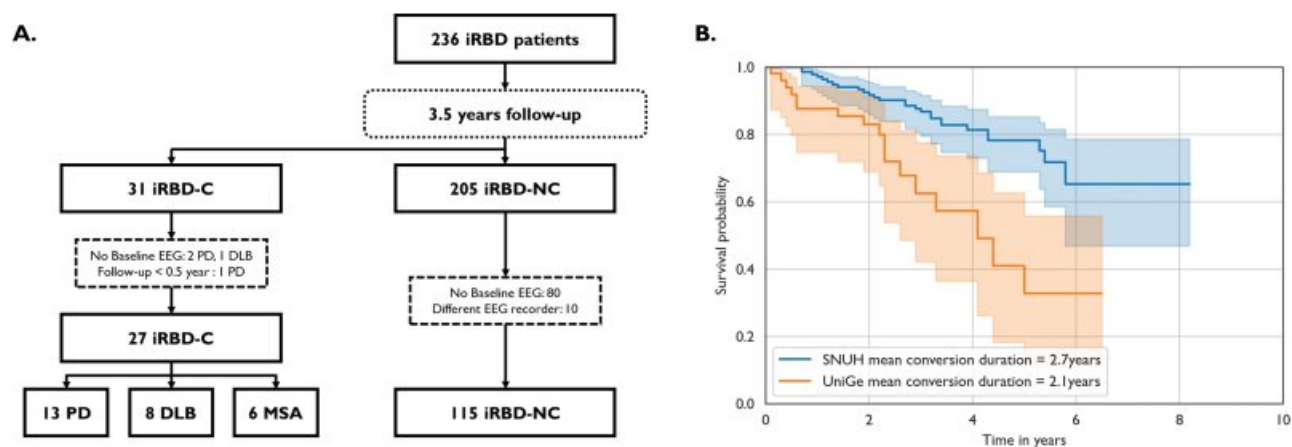 A.
236 iRBD patients
3.5 years follow-up
31 iRBD-C
205 iRBD-NC
No Baseline EEG: 2 PD, 1 DLB
Follow-up < 0.5 year : 1 PD
No Baseline EEG: 80
Different EEG recorder: 10
27 iRBD-C
13 PD
8 DLB
6 MSA
115 iRBD-NC
B.
Survival probability
1.0
0.8
0.6
0.4
0.2
0.0
SNUH mean conversion duration = 2.7years
UniGe mean conversion duration = 2.1years
0
2
4
6
8
10
Time in years